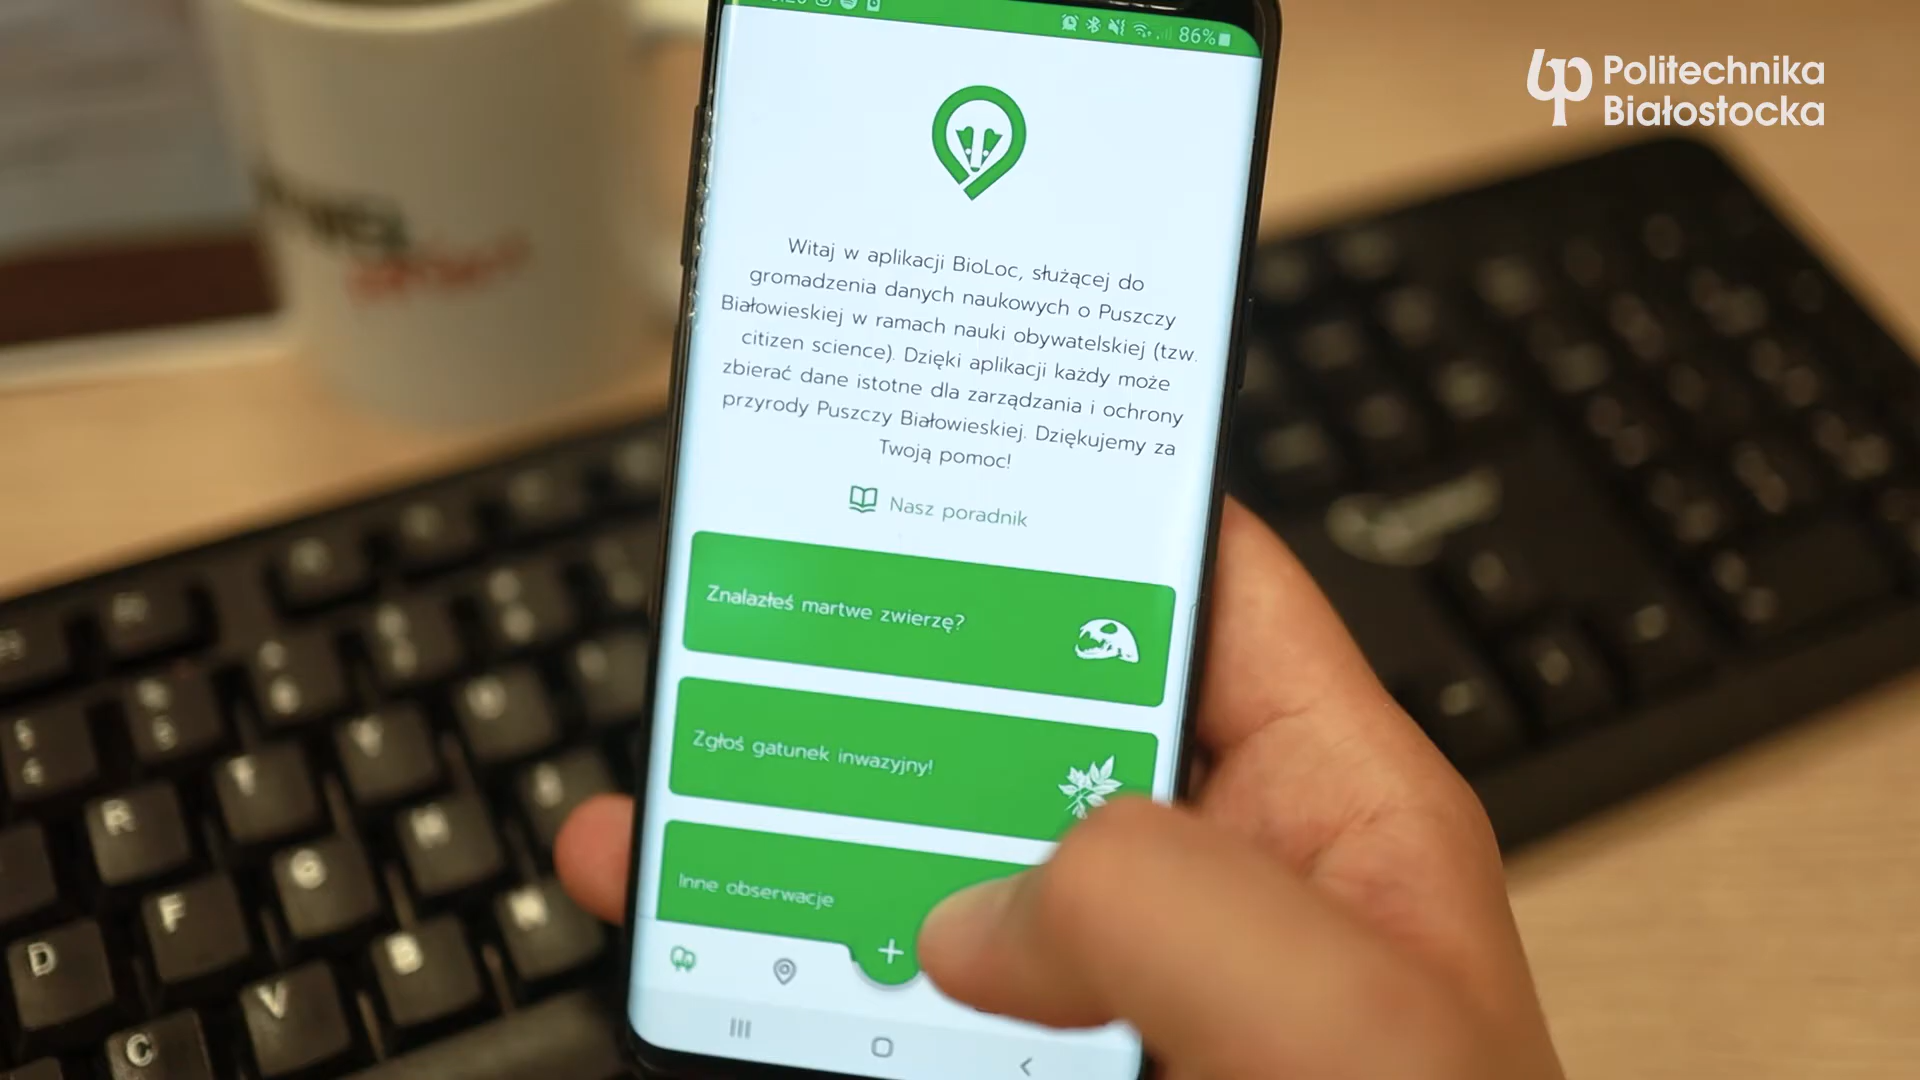 86%
Politechnika
Białostocka
Witaj w aplikacji BioLoc, służącej do
gromadzenia danych naukowych o Puszczy
Białowieskiej w ramach nauki obywatelskiej (tzw.
citizen science). Dzięki aplikacji każdy może
zbierać dane istotne dla zarządzania i ochrony
przyrody Puszczy Białowieskiej. Dziękujemy za
Twoją pomoc!
Nasz poradnik
Znalazłeś martwe zwierzę?
Zgłoś gatunek inwazyjny!
Inne obserwacje
+
R
F
D
G
V
C
B
N